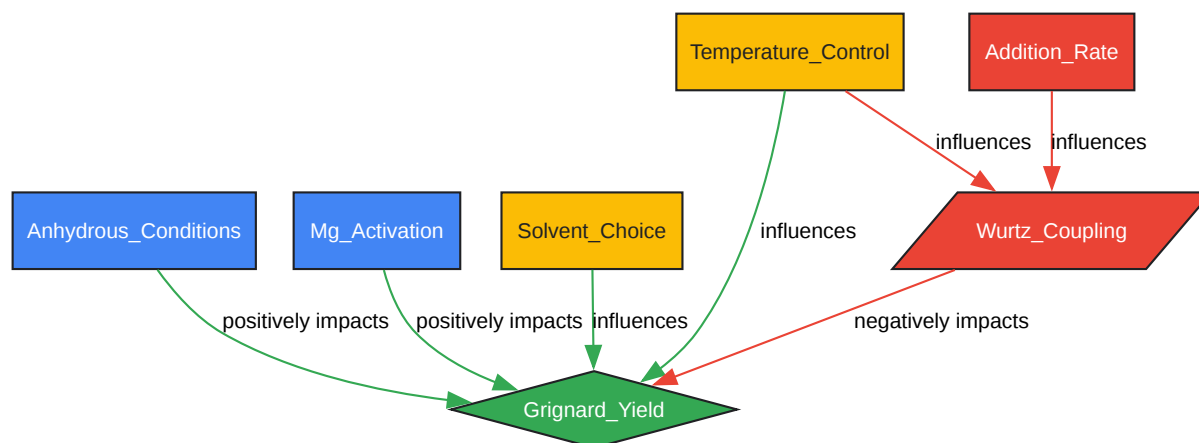 Temperature_Control
Addition_Rate
influences
influences
Anhydrous_Conditions
Mg_Activation
Solvent_Choice
influences
Wurtz_Coupling
positively impacts
positively impacts
influences
negatively impacts
Grignard_Yield